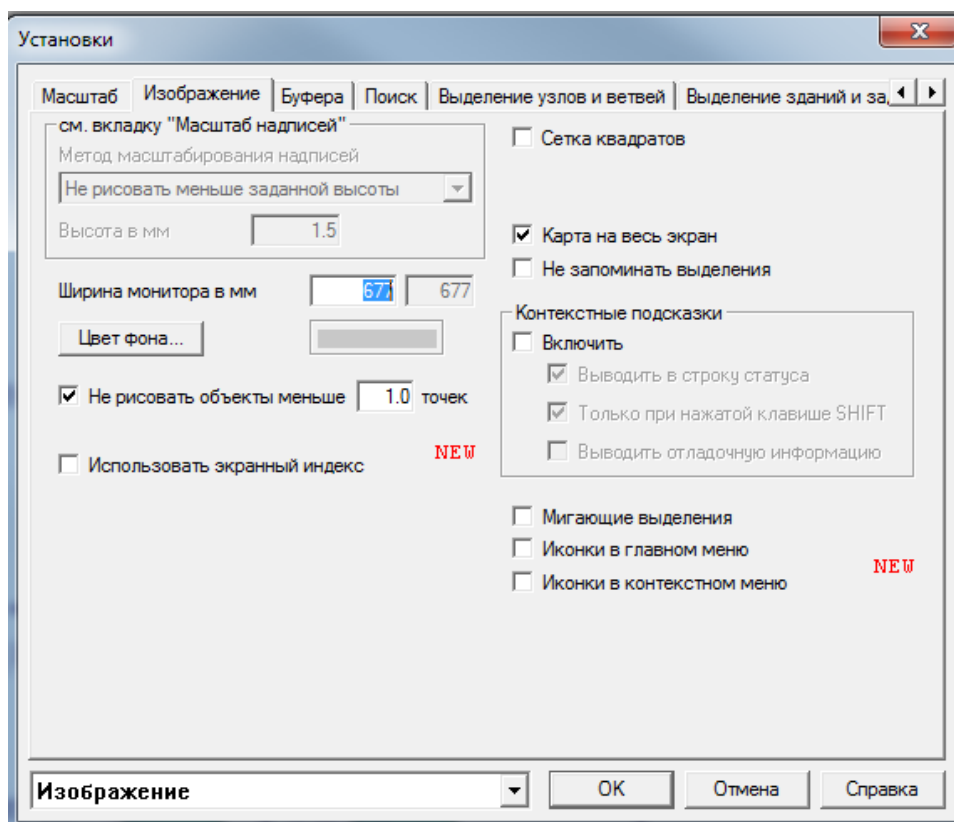 Установки
Масштаб Изображение Буфера Поиск Выделение узлов и ветвей Выделение зданий и за
см. вкладку "Масштаб надписей"
Метод масштабирования надписей
Не рисовать меньше заданной высоты
Высота в мм 1.5
Ширина монитора в мм 677 677
Цвет фона...
Не рисовать объекты меньше 1.0 точек
NEW
Использовать экранный индекс
Сетка квадратов
Карта на весь экран
Не запоминать выделения
Контекстные подсказки
Включить
Выводить в строку статуса
Только при нажатой клавише SHIFT
Выводить отладочную информацию
Мигающие выделения
Иконки в главном меню
NEW
Иконки в контекстном меню
Изображение OK Отмена Справка